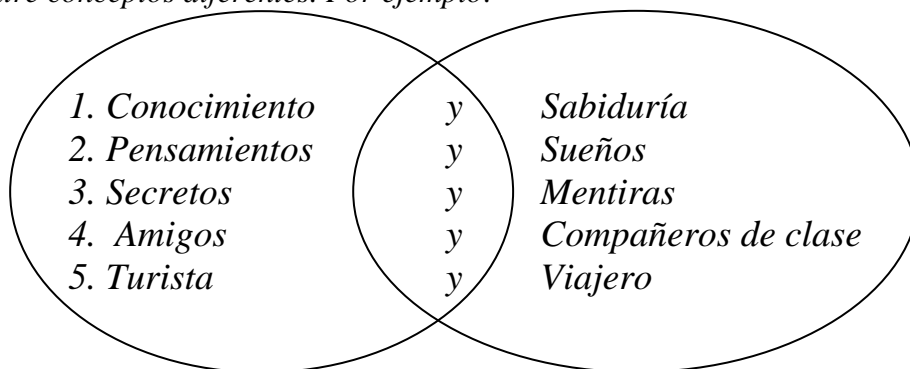 conceptos diferentes. Por ejemplo:
1. Conocimiento y Sabiduría
2. Pensamientos y Sueños
3. Secretos y Mentiras
4. Amigos y Compañeros de clase
5. Turista y Viajero